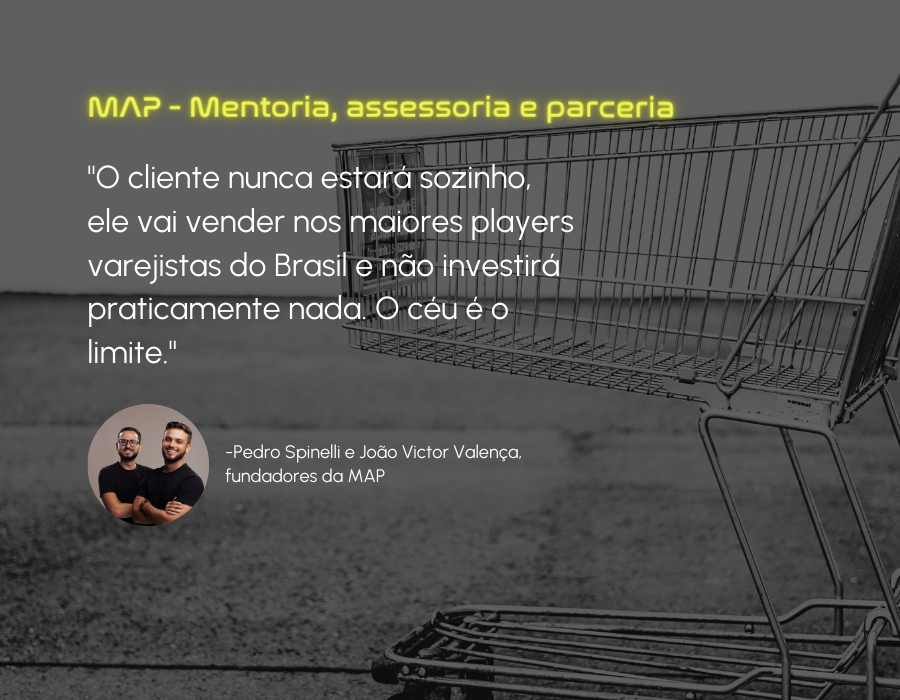 MAP - Mentoria, assessoria e parceria
"O cliente nunca estará sozinho,
ele vai vender nos maiores players
varejistas do Brasil e não investirá
praticamente nada. O céu é o
limite."
-Pedro Spinelli e João Victor Valença,
fundadores da MAP